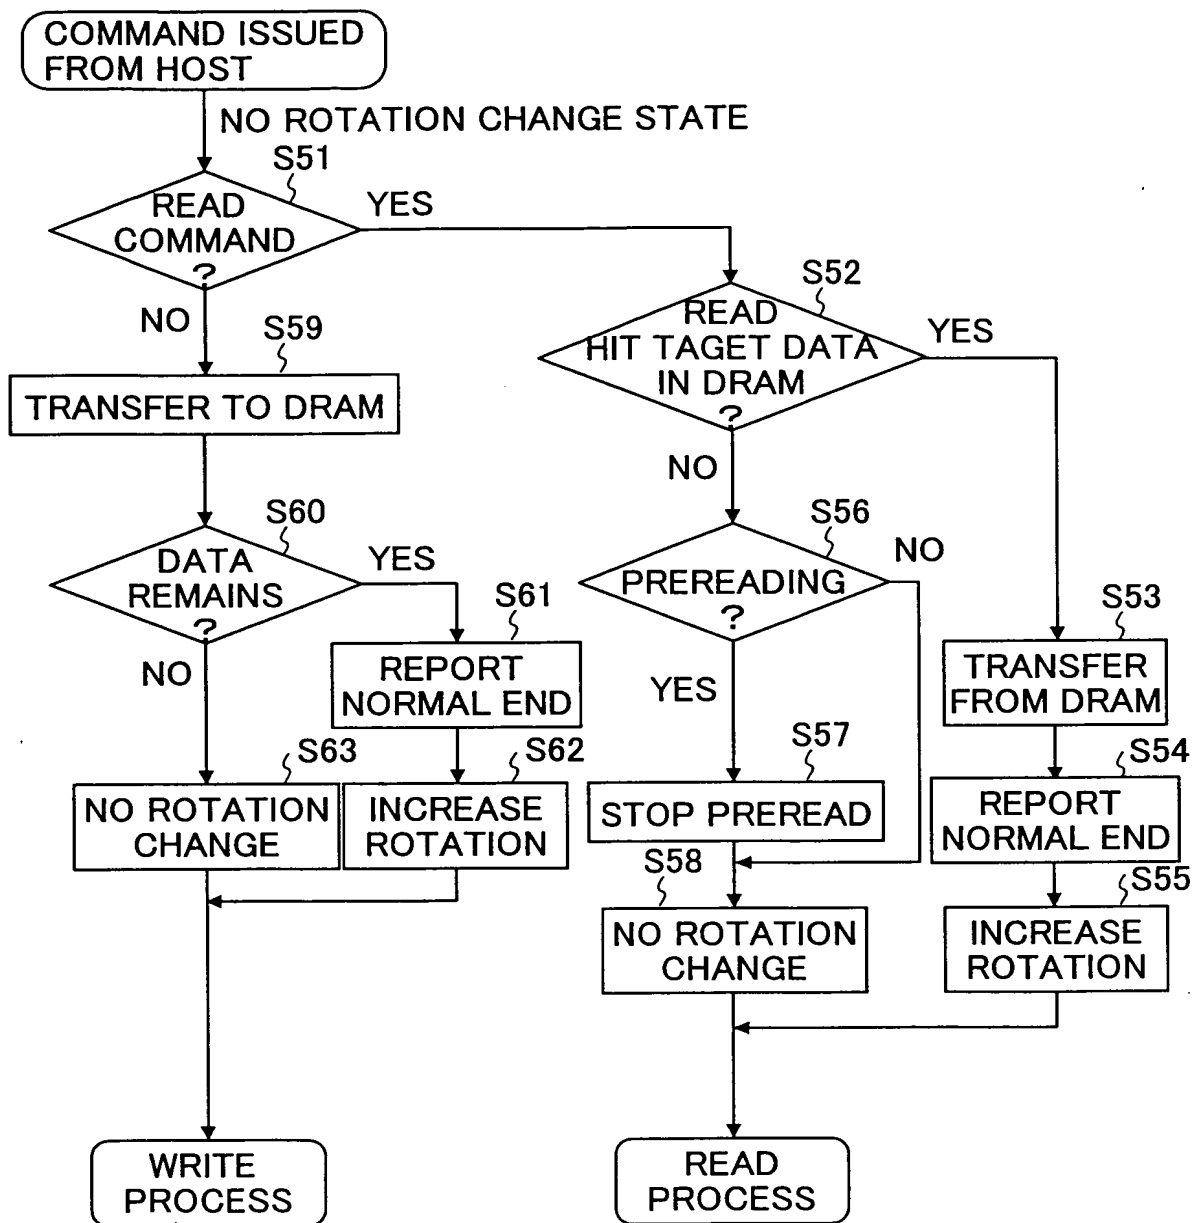 COMMAND ISSUED
FROM HOST
NO ROTATION CHANGE STATE
S51
READ
COMMAND
?
YES
NO
S52
READ
HIT TAGET DATA
IN DRAM
?
YES
NO
S59
TRANSFER TO DRAM
S60
DATA
REMAINS
?
YES
NO
S56
PREREADING
?
NO
YES
S61
REPORT
NORMAL END
S53
TRANSFER
FROM DRAM
S63
NO ROTATION
CHANGE
S62
INCREASE
ROTATION
S57
STOP PREREAD
S54
REPORT
NORMAL END
S58
NO ROTATION
CHANGE
S55
INCREASE
ROTATION
WRITE
PROCESS
READ
PROCESS